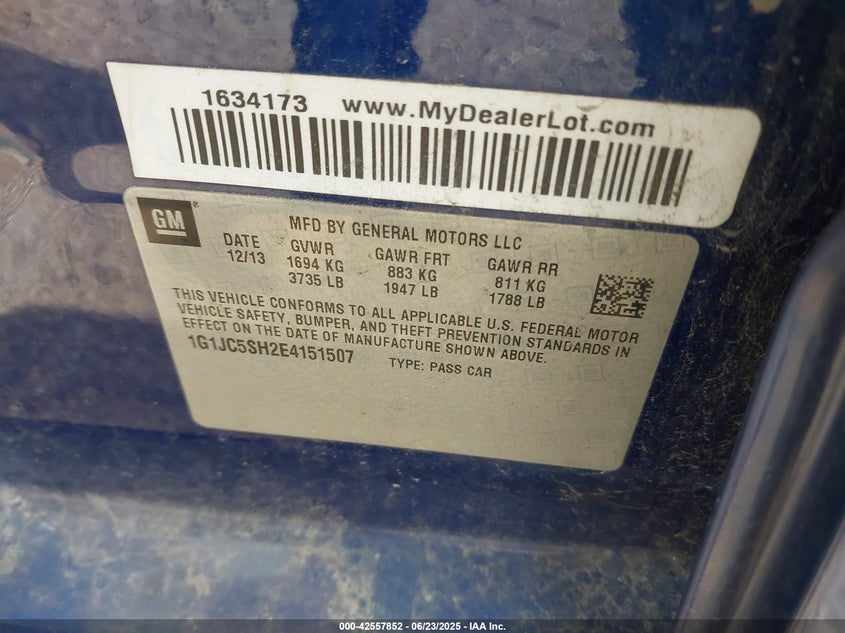 1634173 www.MyDealerLot.com
GM
MFD BY GENERAL MOTORS LLC
DATE GVWR GAWR FRT GAWR RR
12/13 1694 KG 883 KG 811 KG
3735 LB 1947 LB 1788 LB
THIS VEHICLE CONFORMS TO ALL APPLICABLE U.S. FEDERAL MOTOR
VEHICLE SAFETY, BUMPER, AND THEFT PREVENTION STANDARDS IN
EFFECT ON THE DATE OF MANUFACTURE SHOWN ABOVE.
1G1JC5SH2E4151507 TYPE: PASS CAR
000-42557852 - 06/23/2025 - IAA Inc.